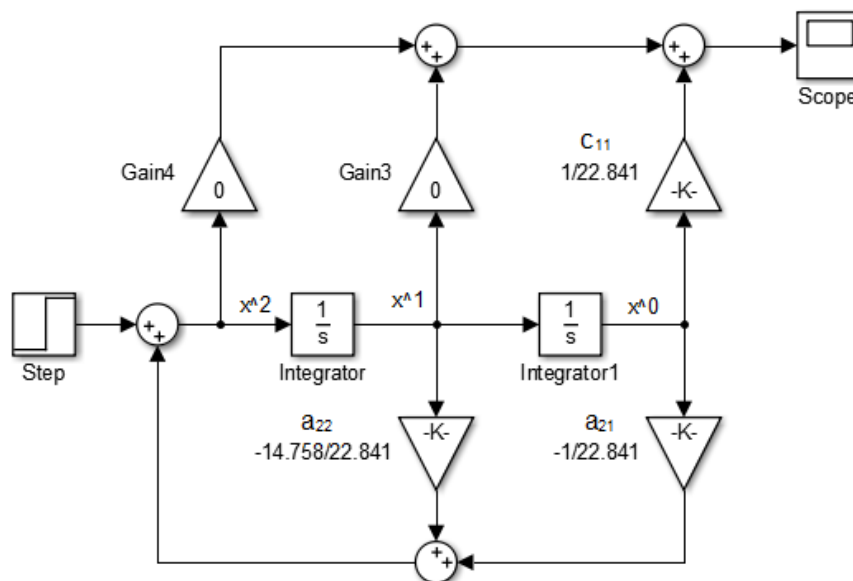 +
+
+
+
Scope
C₁₁
1/22.841
Gain4
0
Gain3
0
-K-
+
+
x^2
1
s
x^1
1
s
x^0
Step
Integrator
Integrator1
a₂₂
-14.758/22.841
-K-
a₂₁
-1/22.841
-K-
+
+